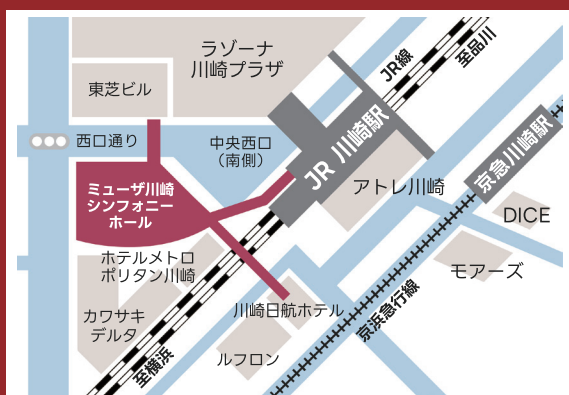 ラゾーナ
川崎プラザ
JR線
至品川
東芝ビル
西口通り
中央西口
(南側)
JR 川崎駅
京急川崎駅
ミューザ川崎
シンフォニー
ホール
アトレ川崎
DICE
ホテルメトロ
ポリタン川崎
モアーズ
カワサキ
デルタ
川崎日航ホテル
京浜急行線
ルフロン
至横浜